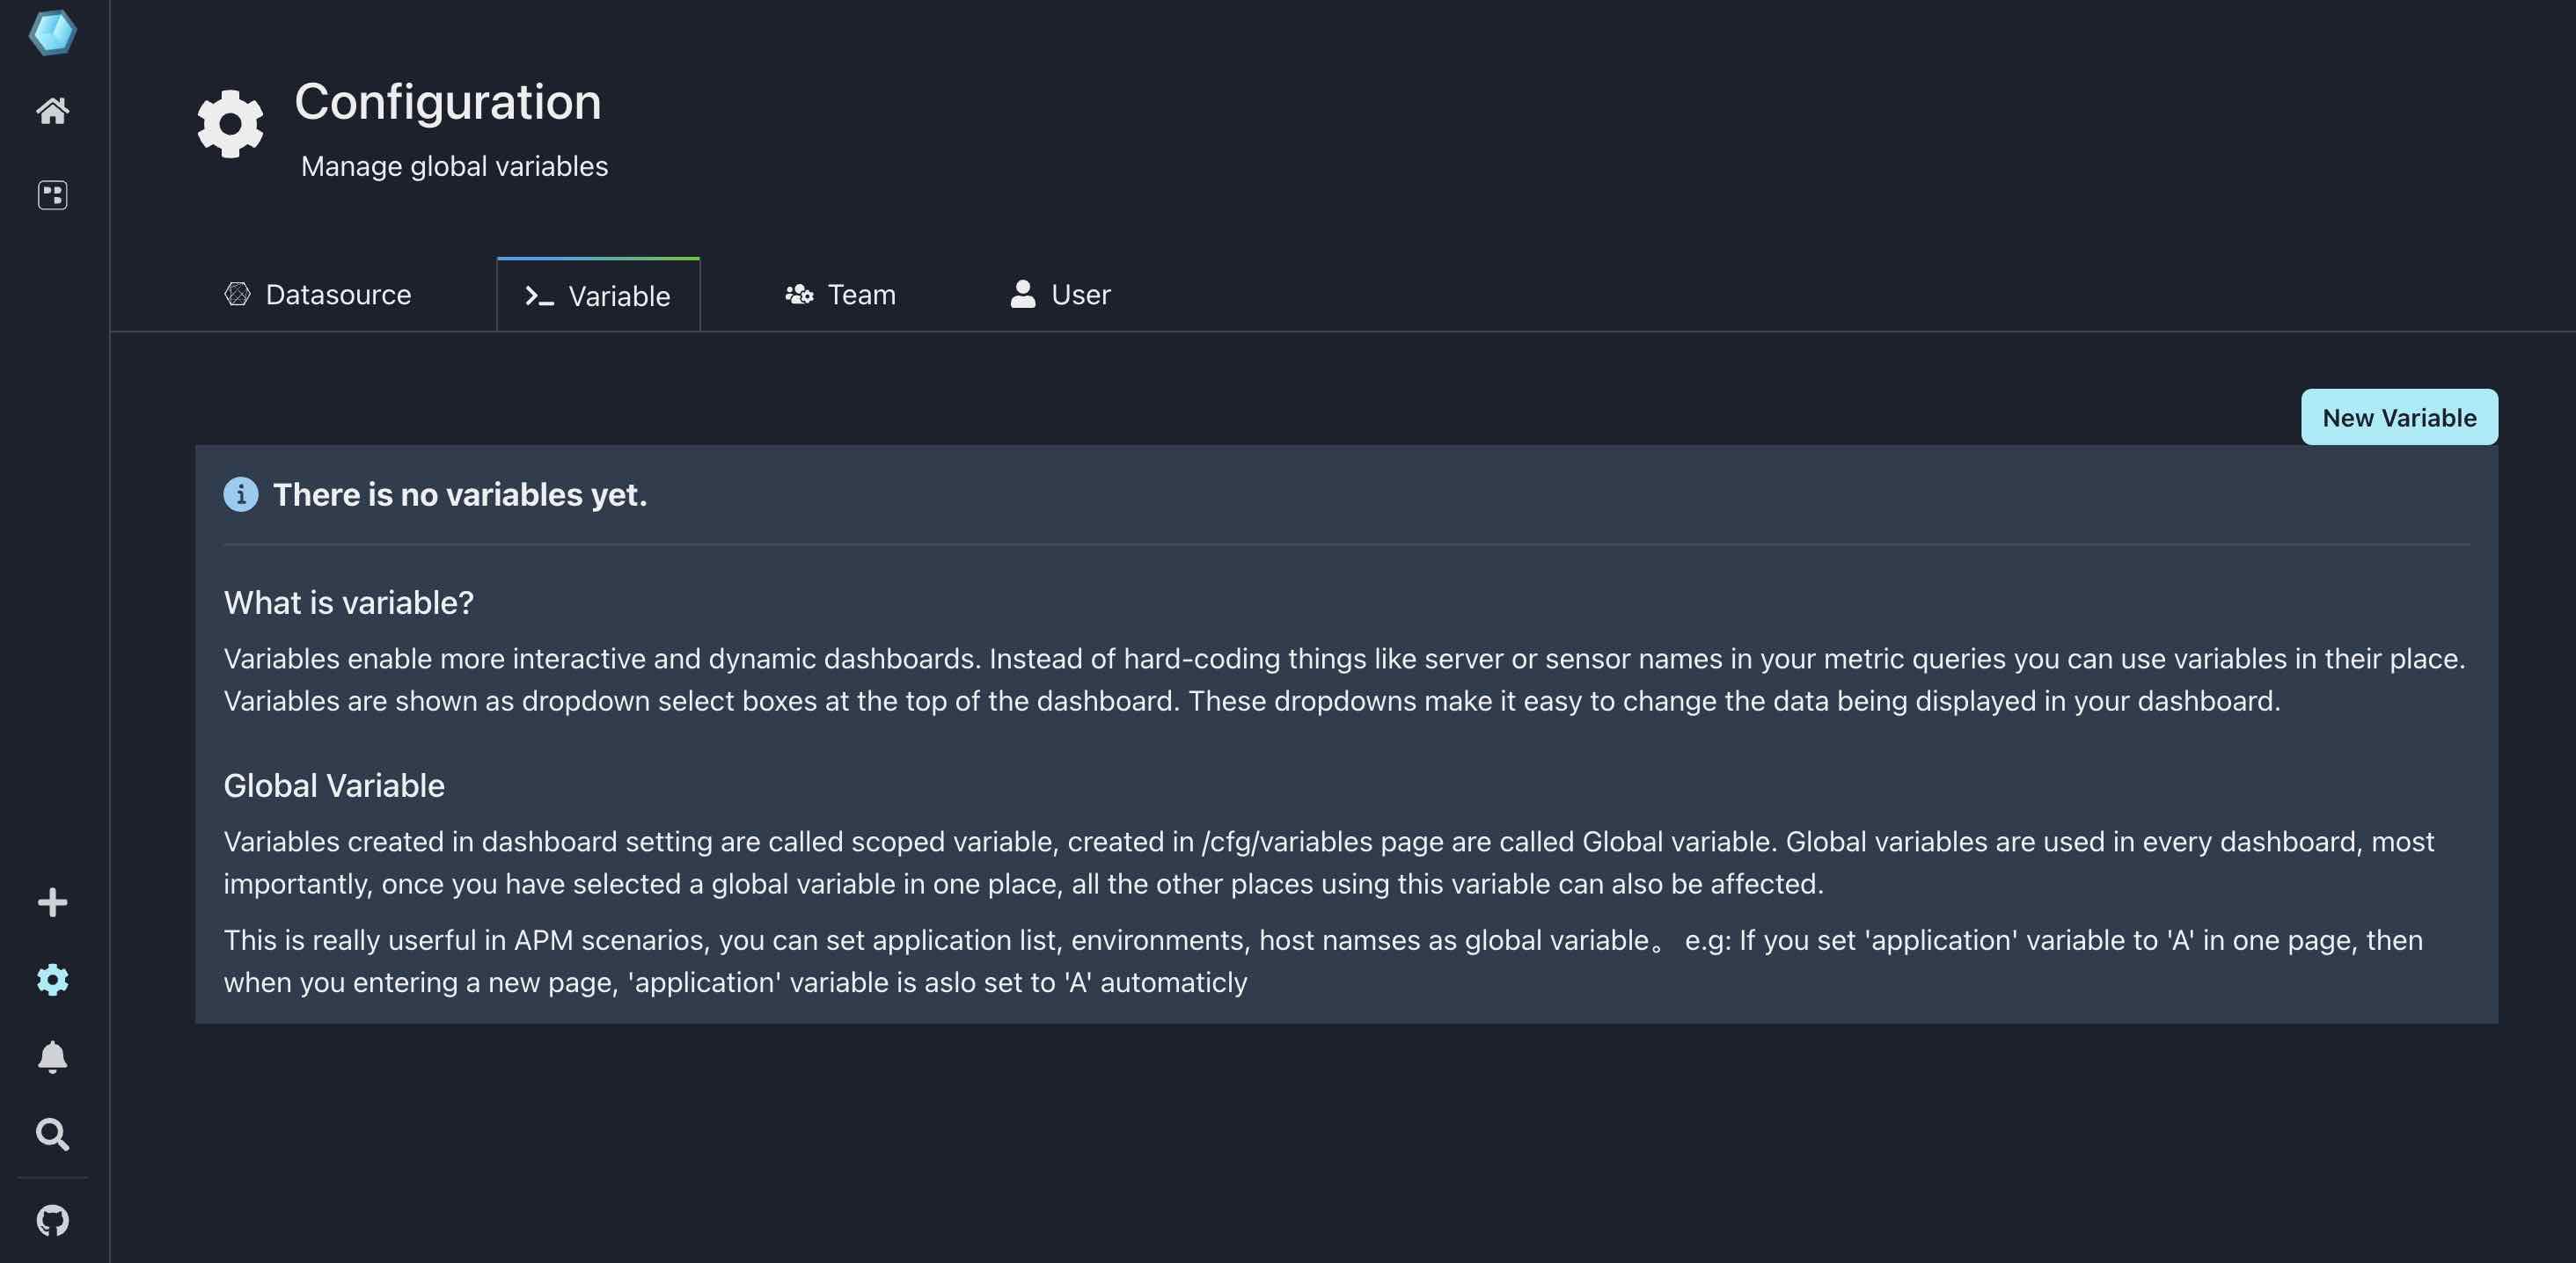 Configuration
Manage global variables
Datasource
Variable
Team
User
New Variable
There is no variables yet.
What is variable?
Variables enable more interactive and dynamic dashboards. Instead of hard-coding things like server or sensor names in your metric queries you can use variables in their place.
Variables are shown as dropdown select boxes at the top of the dashboard. These dropdowns make it easy to change the data being displayed in your dashboard.
Global Variable
Variables created in dashboard setting are called scoped variable, created in /cfg/variables page are called Global variable. Global variables are used in every dashboard, most
importantly, once you have selected a global variable in one place, all the other places using this variable can also be affected.
This is really userful in APM scenarios, you can set application list, environments, host namses as global variable。 e.g: If you set 'application' variable to 'A' in one page, then
when you entering a new page, 'application' variable is aslo set to 'A' automaticly